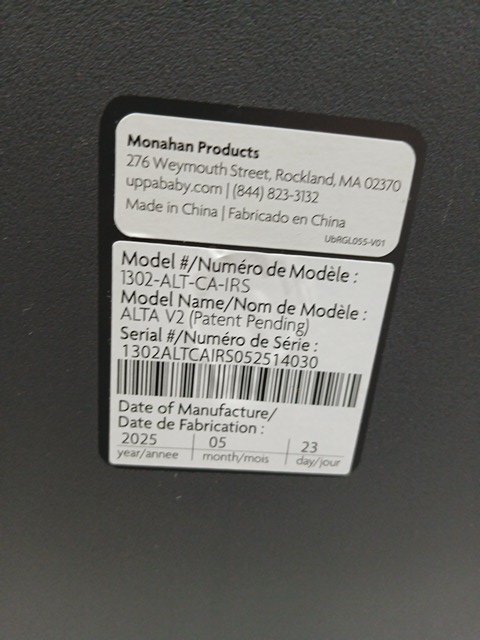 Monahan Products
276 Weymouth Street, Rockland, MA 02370
uppababy.com | (844) 823-3132
Made in China | Fabricado en China
UbRGL055-V01
Model #/Numéro de Modèle :
1302-ALT-CA-IRS
Model Name/Nom de Modèle :
ALTA V2 (Patent Pending)
Serial #/Numéro de Série :
1302ALTCAIRS052514030
Date of Manufacture/
Date de Fabrication :
2025 | 05 | 23
year/annee | month/mois | day/jour